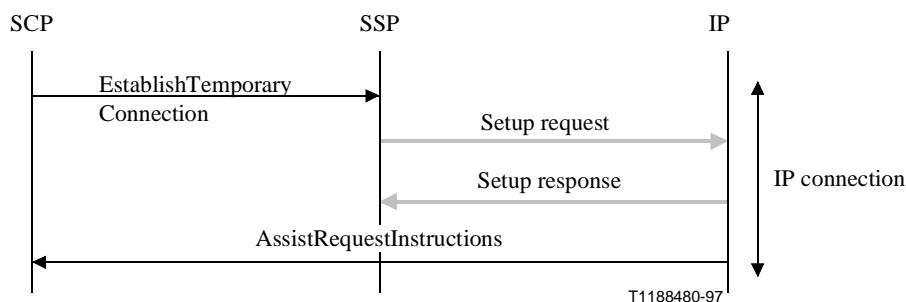 SCP
SSP
IP
EstablishTemporary
Connection
Setup request
Setup response
IP connection
AssistRequestInstructions
T1188480-97